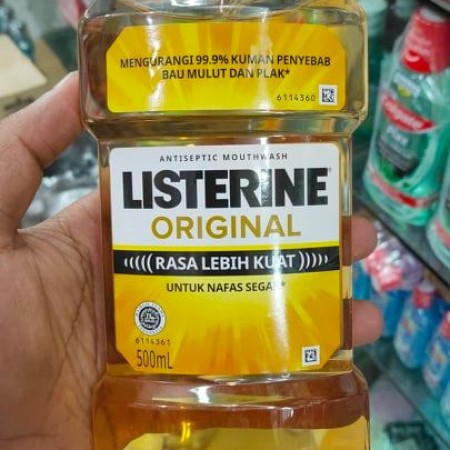 MENGURANGI 99.9% KUMAN PENYEBAB
BAU MULUT DAN PLAK*
6114360
ANTISEPTIC MOUTHWASH
LISTERINE®
ORIGINAL
RASA LEBIH KUAT
UNTUK NAFAS SEGAR*
6114361
500mL
Colgate